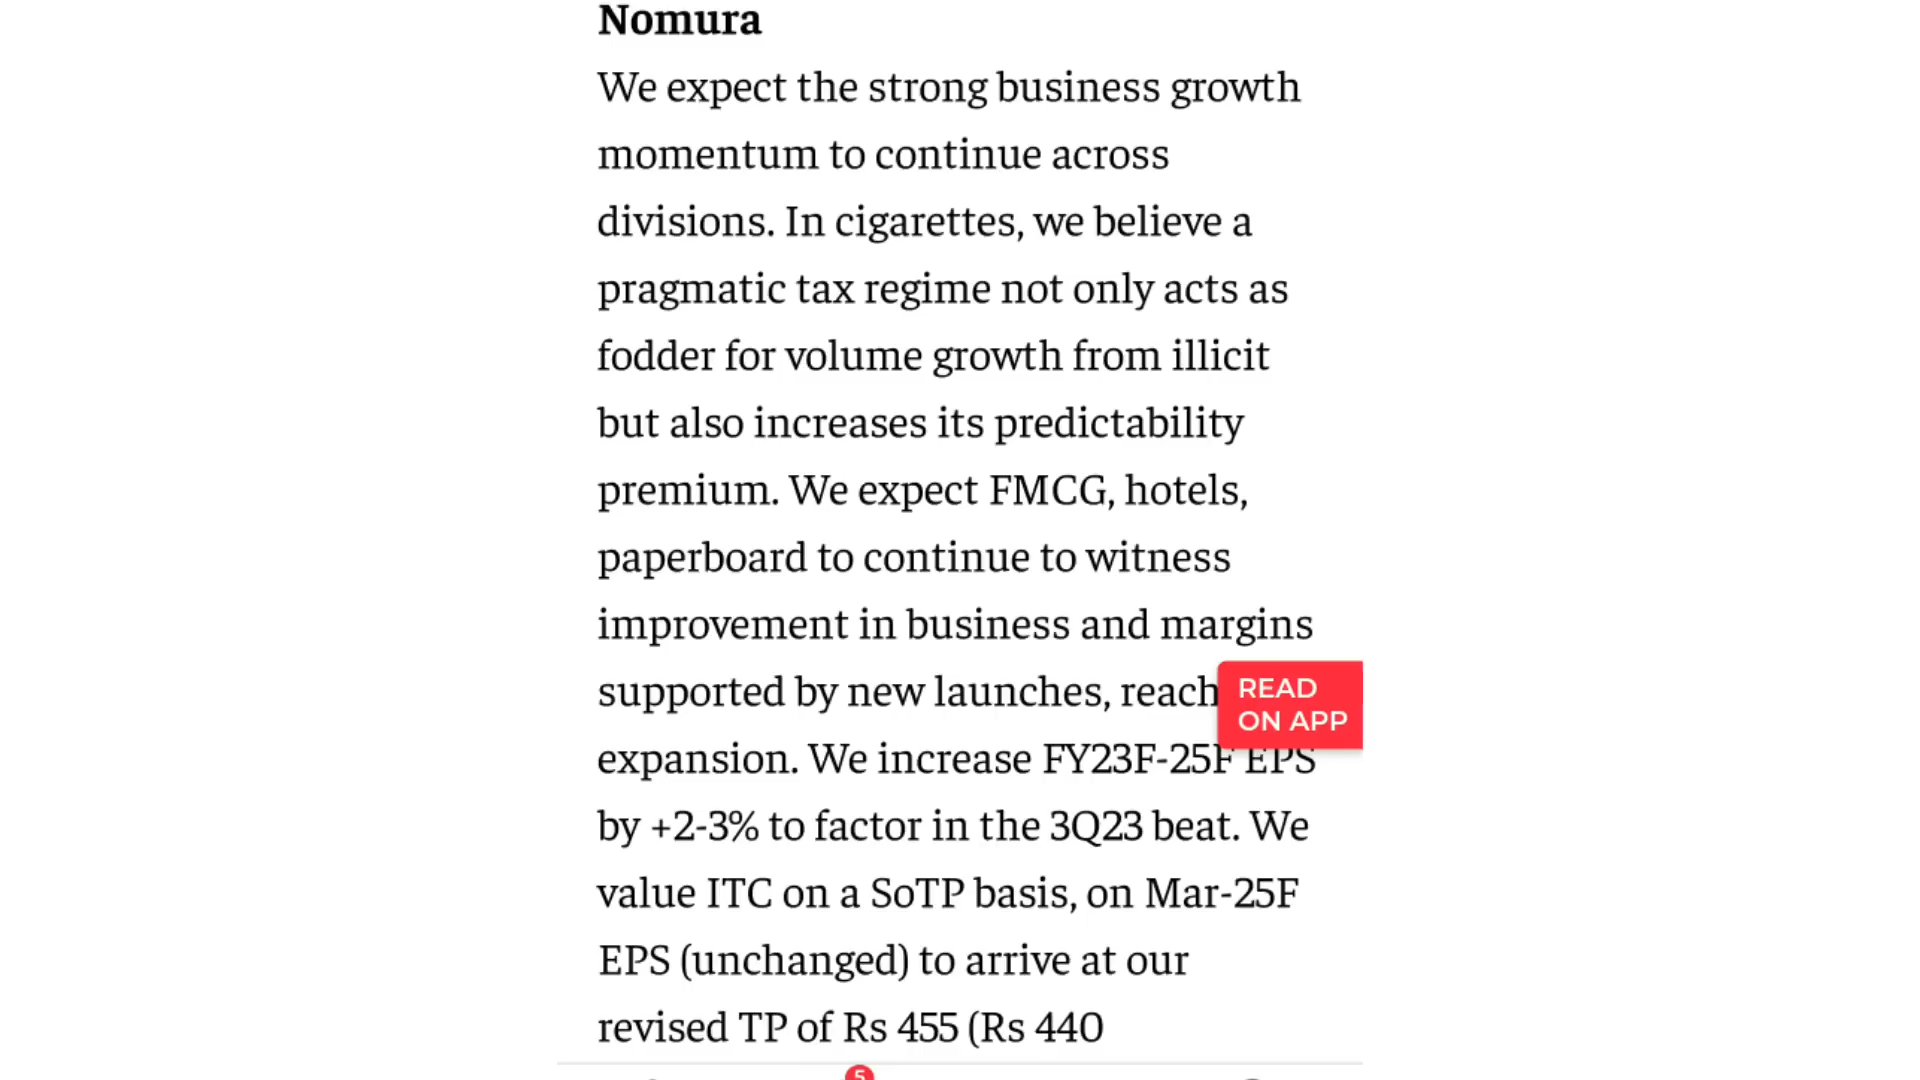 Nomura
We expect the strong business growth
momentum to continue across
divisions. In cigarettes, we believe a
pragmatic tax regime not only acts as
fodder for volume growth from illicit
but also increases its predictability
premium. We expect FMCG, hotels,
paperboard to continue to witness
improvement in business and margins
supported by new launches, reach
READ
ON APP
expansion. We increase FY23F-25F EPS
by +2-3% to factor in the 3Q23 beat. We
value ITC on a SoTP basis, on Mar-25F
EPS (unchanged) to arrive at our
revised TP of Rs 455 (Rs 440
5